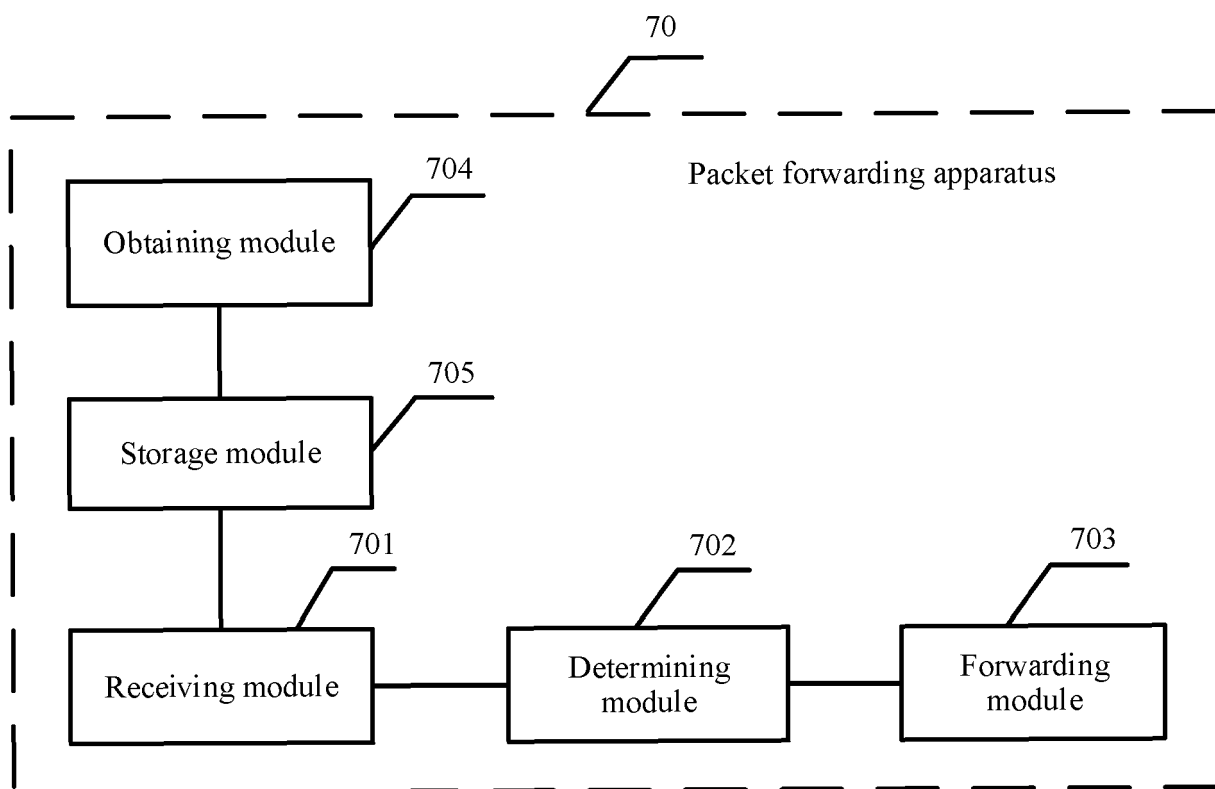 70
Packet forwarding apparatus
704
Obtaining module
705
Storage module
701
Receiving module
702
Determining
module
703
Forwarding
module